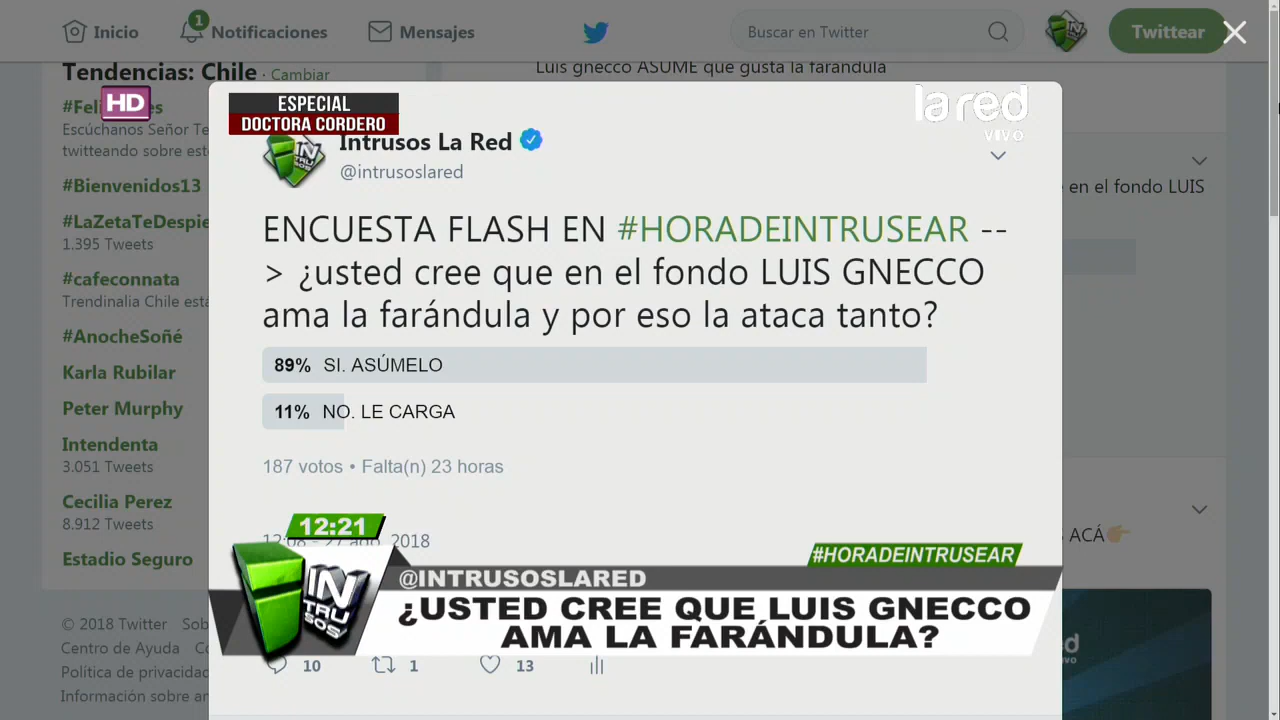 Inicio
1
Notificaciones
Mensajes
Buscar en Twitter
Twittear
Tendencias: Chile · Cambiar
Luis gnecco ASUME que gusta la farandula
HD
Escúchanos Señor
twitteando sobre
#Bienvenidos13
#LaZetaTeDespie
1.395 Tweets
#cafeconnata
Trendinalia Chile está
#AnocheSoñé
Karla Rubilar
Peter Murphy
Intendenta
3.051 Tweets
Cecilia Perez
8.912 Tweets
Estadio Seguro
© 2018 Twitter
Centro de Ayuda
Política de privacidad
Información sobre
ESPECIAL
DOCTORA CORDERO
la red
VIVO
Intrusos La Red
@intrusoslared
ENCUESTA FLASH EN #HORADEINTRUSEAR --
> ¿usted cree que en el fondo LUIS GNECCO
ama la farándula y por eso la ataca tanto?
89% SI. ASÚMELO
11% NO. LE CARGA
187 votos • Falta(n) 23 horas
12:08 - 27 ago. 2018
en el fondo LUIS
ACÁ
12:21
INTRUSOS
#HORADEINTRUSEAR
@INTRUSOSLARED
¿USTED CREE QUE LUIS GNECCO
AMA LA FARÁNDULA?
10
1
13